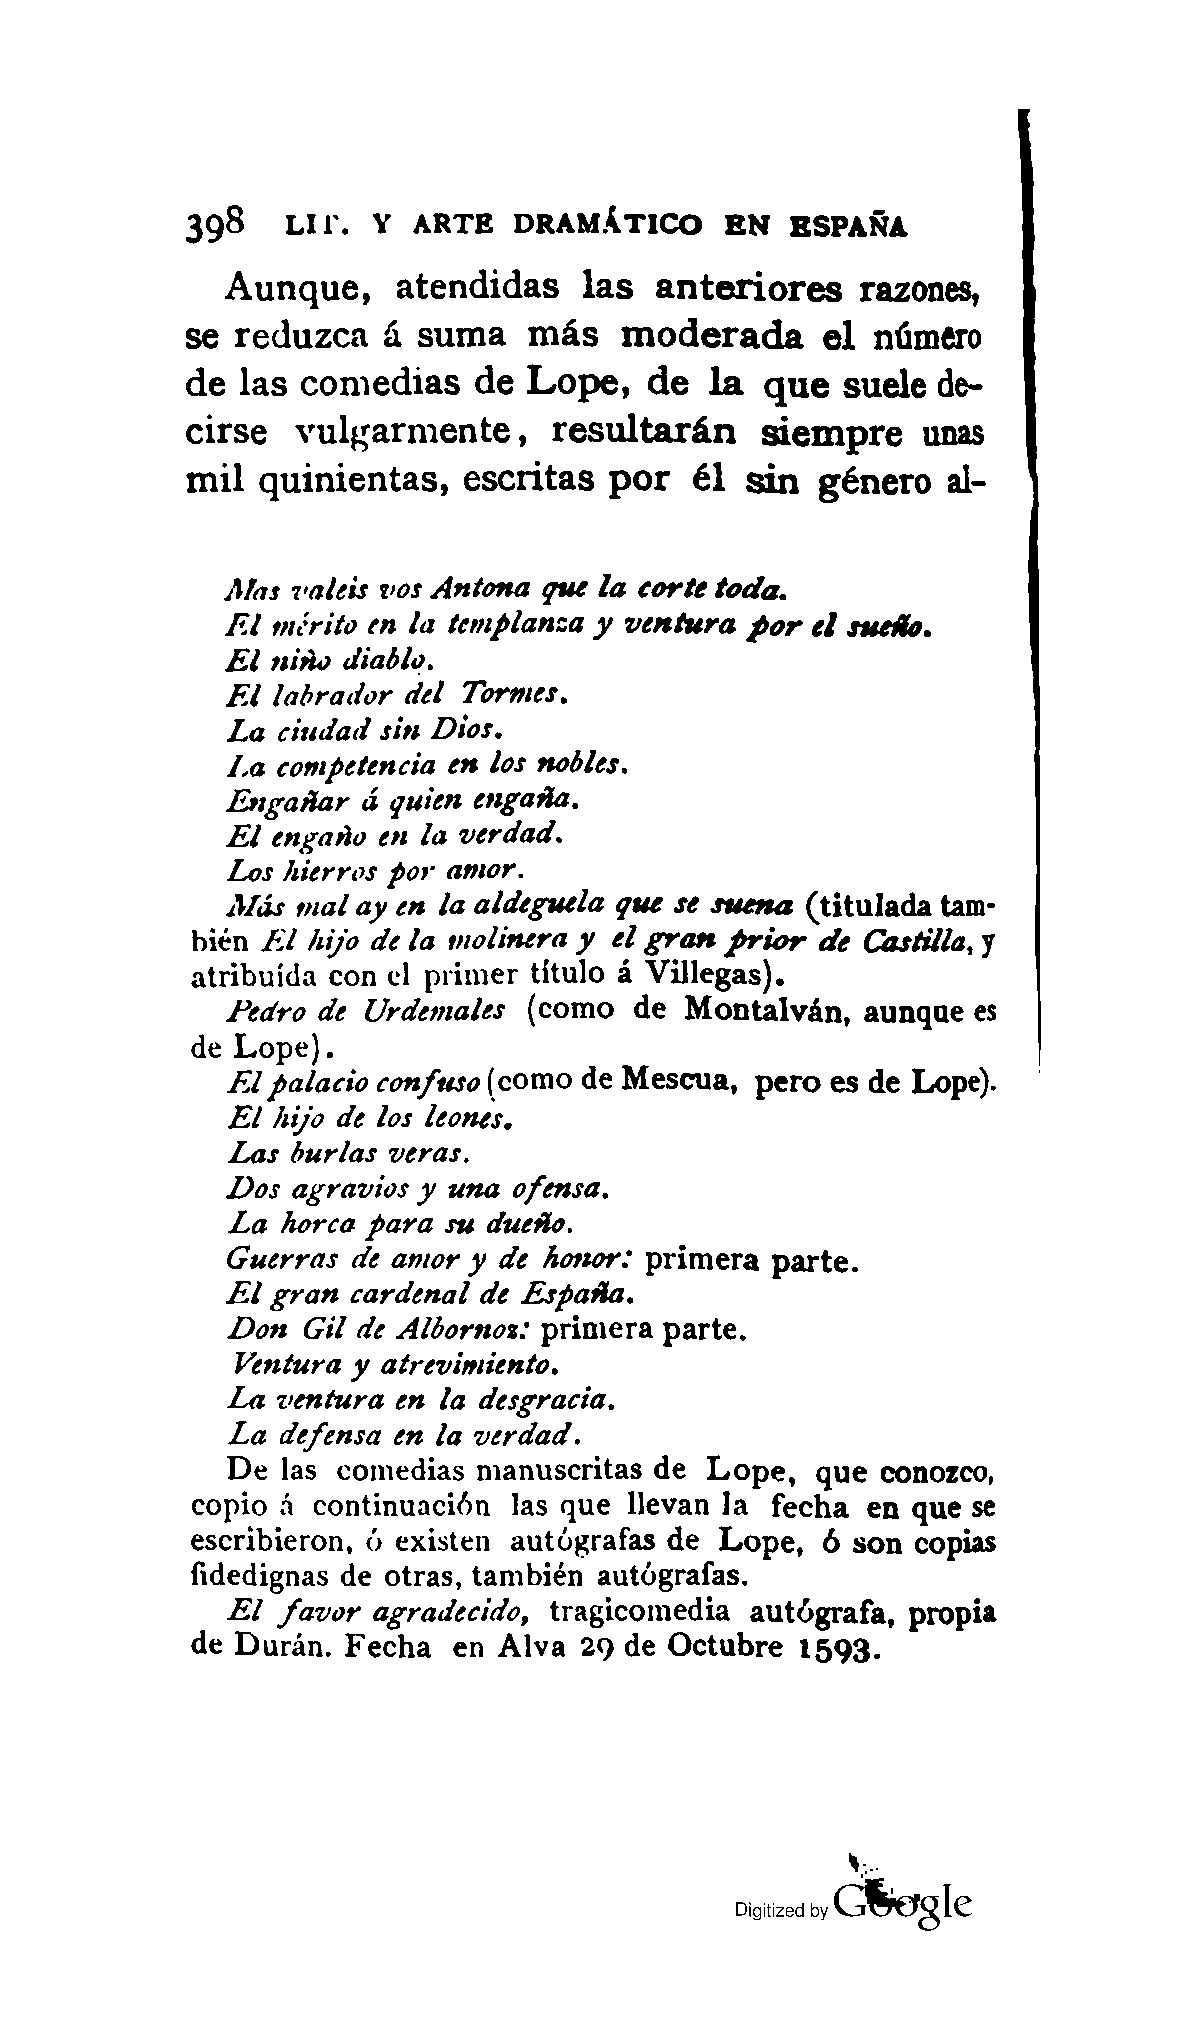 398 LIT. Y ARTE DRAMÁTICO EN ESPAÑA
Aunque, atendidas las anteriores razones,
se reduzca á suma más moderada el número
de las comedias de Lope, de la que suele de-
cirse vulgarmente, resultarán siempre unas
mil quinientas, escritas por él sin género al-
Mas valeis vos Antona que la corte toda.
El mérito en la templanza y ventura por el sueño.
El niño diablo.
El labrador del Tormes.
La ciudad sin Dios.
La competencia en los nobles.
Engañar á quien engaña.
El engaño en la verdad.
Los hierros por amor.
Más mal ay en la aldeguela que se suena (titulada tam-
bién El hijo de la molinera y el gran prior de Castilla, y
atribuída con el primer título á Villegas).
Pedro de Urdemales (como de Montalván, aunque es
de Lope).
El palacio confuso (como de Mescua, pero es de Lope).
El hijo de los leones.
Las burlas veras.
Dos agravios y una ofensa.
La horca para su dueño.
Guerras de amor y de honor: primera parte.
El gran cardenal de España.
Don Gil de Albornoz: primera parte.
Ventura y atrevimiento.
La ventura en la desgracia.
La defensa en la verdad.
De las comedias manuscritas de Lope, que conozco,
copio á continuación las que llevan la fecha en que se
escribieron, ó existen autógrafas de Lope, ó son copias
fidedignas de otras, también autógrafas.
El favor agradecido, tragicomedia autógrafa, propia
de Durán. Fecha en Alva 29 de Octubre 1593.
Digitized by Google